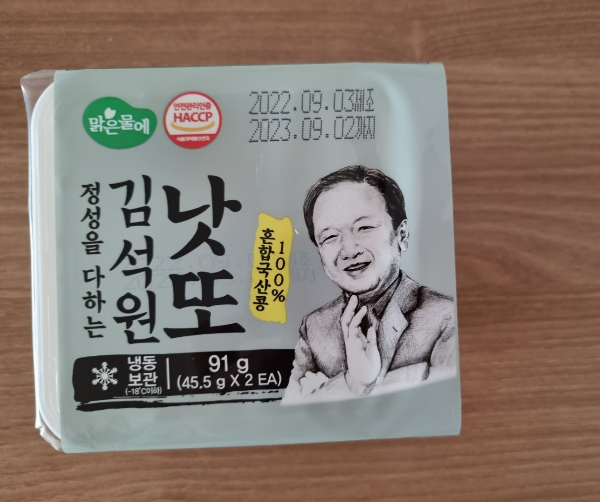 맑은물에
안전관리인증
HACCP
2022.09.03제조
2023.09.02까지
정성을 다하는
김석원
낫또
100%
혼합국산콩
냉동
보관
(-18℃이하)
91 g
(45.5 g X 2 EA)